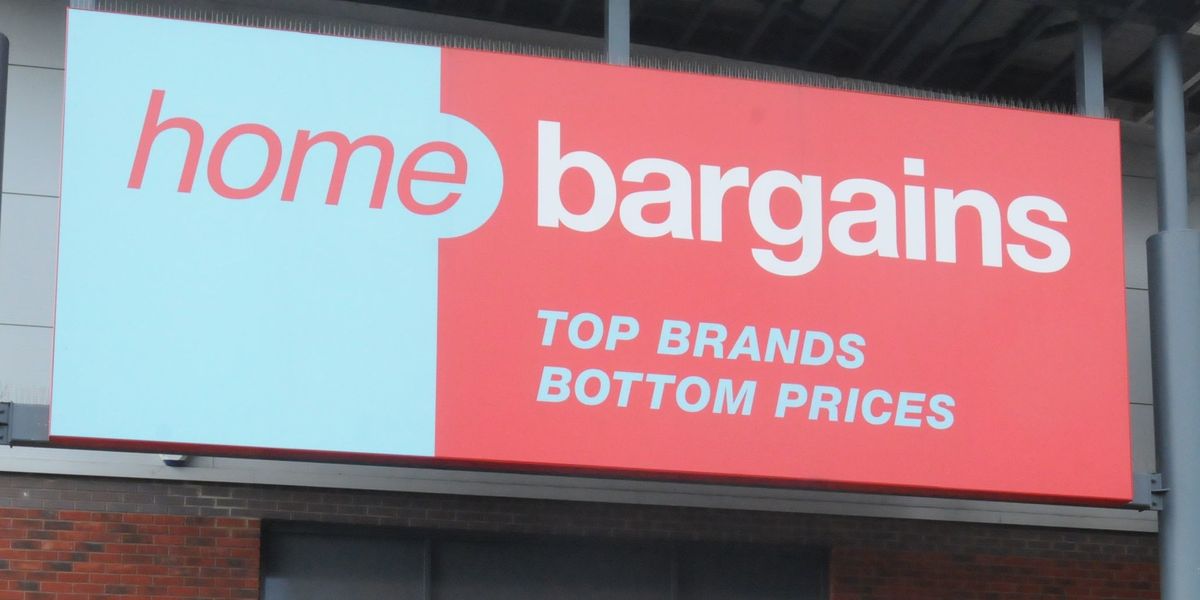 home bargains
TOP BRANDS
BOTTOM PRICES